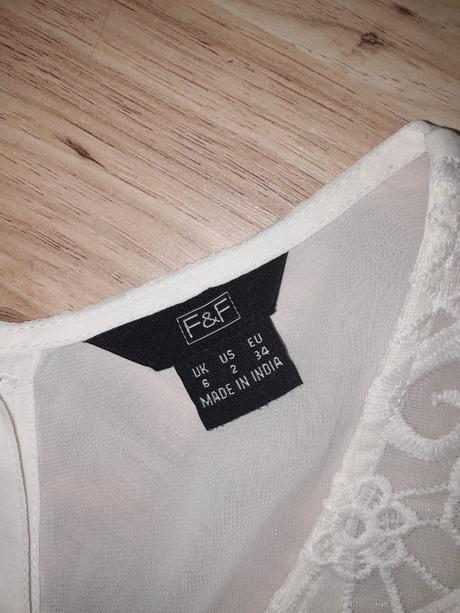 F&F
UK US EU
6 2 34
MADE IN INDIA